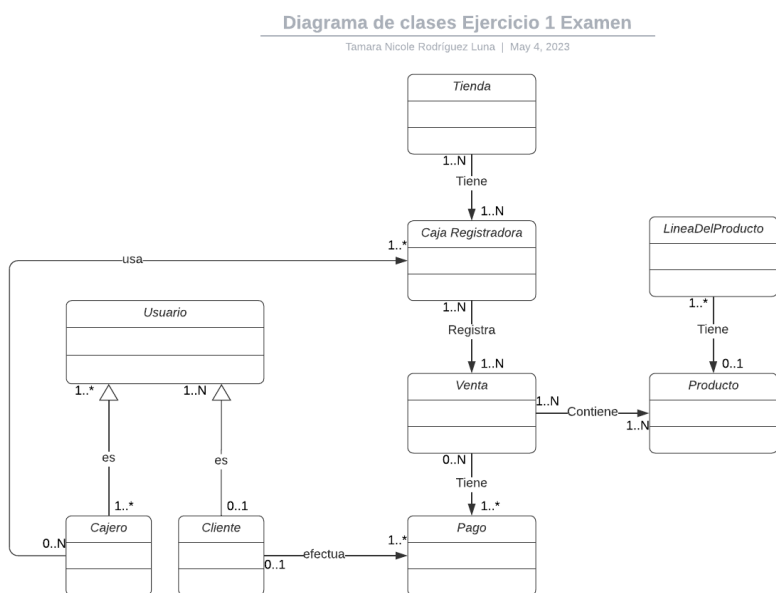 Diagrama de clases Ejercicio 1 Examen
Tamara Nicole Rodríguez Luna | May 4, 2023
Tienda
1..N
Tiene
1..N
Caja Registradora
1..*
usa
LineaDelProducto
1..*
Tiene
0..1
Producto
Usuario
1..N
Registra
1..N
Venta
1..N
Contiene
1..N
1..*
1..N
es
es
1..*
0..1
0..N
Tiene
1..*
Cajero
Cliente
Pago
0..N
0..1
efectua
1..*